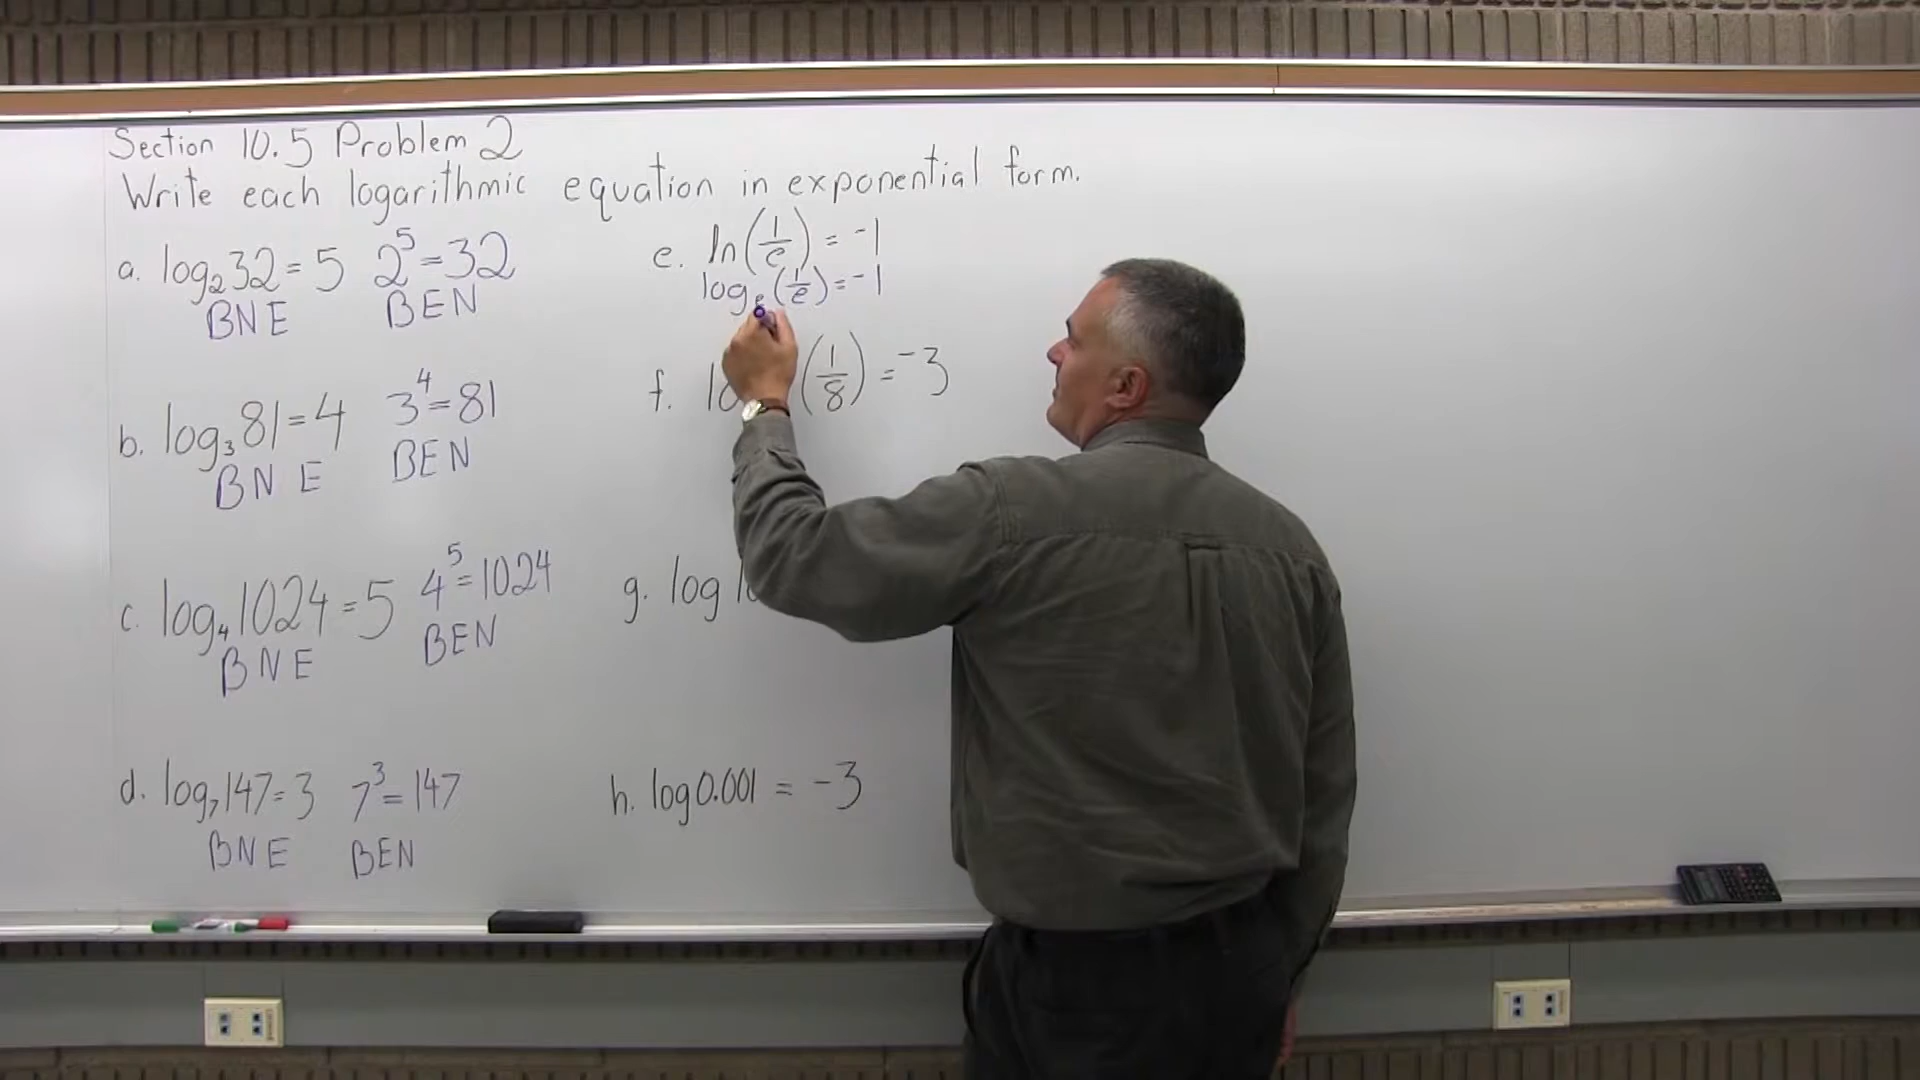 Section 10.5 Problem 2
Write each logarithmic equation in exponential form.
a. log₂32 = 5 2⁵ = 32
BNE BEN
b. log₃81 = 4 3⁴ = 81
BNE BEN
c. log₄1024 = 5 4⁵ = 1024
BNE BEN
d. log₇147 = 3 7³ = 147
BNE BEN
e. ln(1/e) = -1
logₑ(1/e) = -1
f. (1/8) = -3
g. log
h. log 0.001 = -3